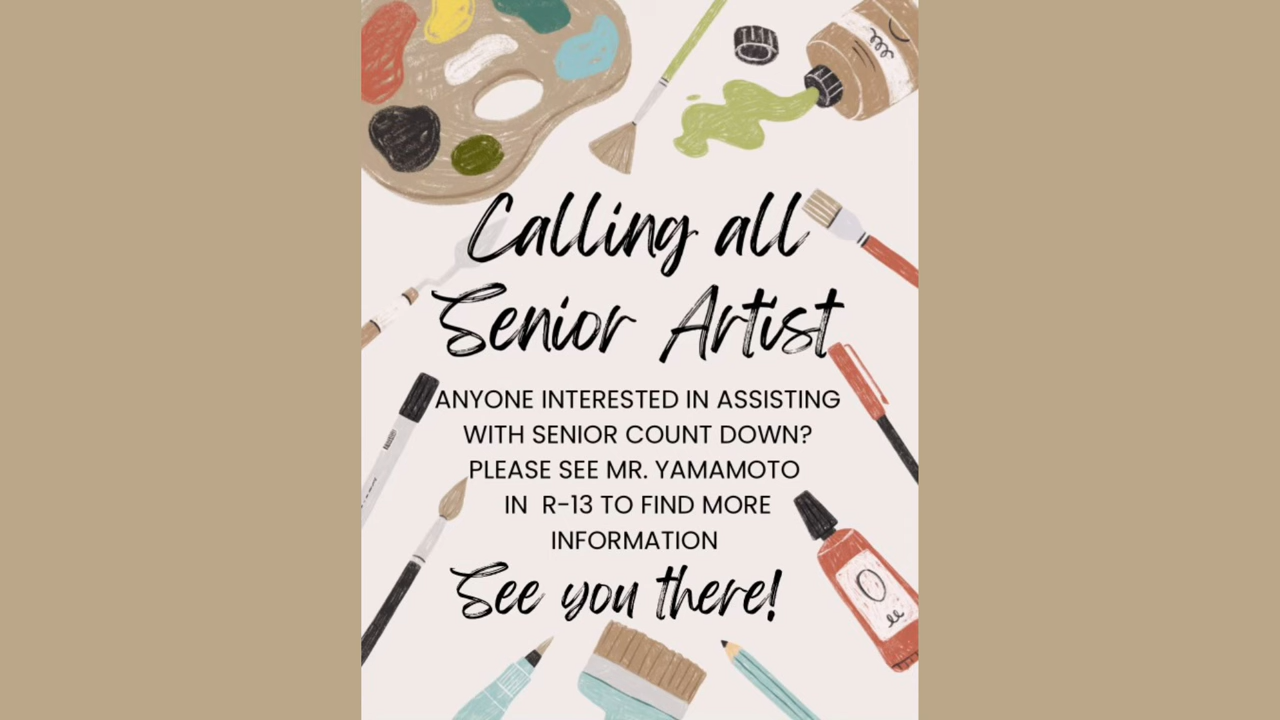 Calling all
Senior Artist
ANYONE INTERESTED IN ASSISTING
WITH SENIOR COUNT DOWN?
PLEASE SEE MR. YAMAMOTO
IN R-13 TO FIND MORE
INFORMATION
See you there!